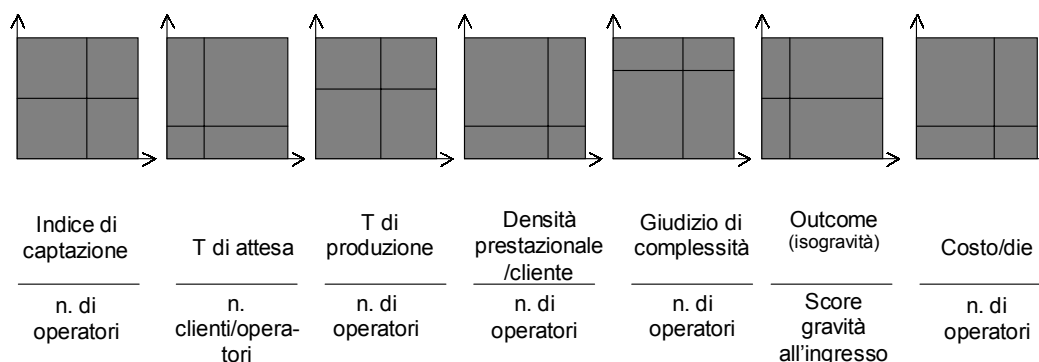 Indice di
captazione
n. di
operatori
T di attesa
n.
clienti/opera-
tori
T di
produzione
n. di
operatori
Densità
prestazionale
/cliente
n. di
operatori
Giudizio di
complessità
n. di
operatori
Outcome
(isogravità)
Score
gravità
all'ingresso
Costo/die
n. di
operatori